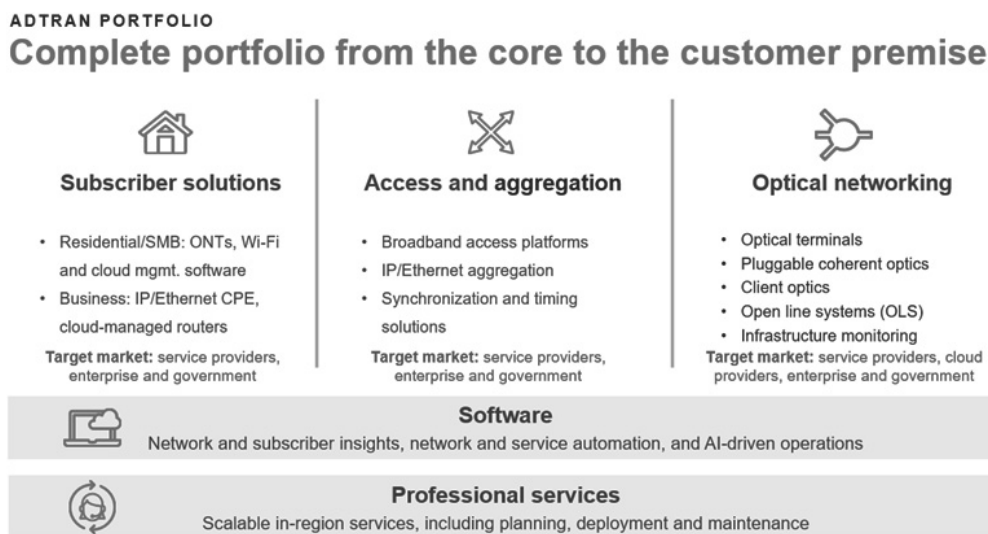 ADTRAN PORTFOLIO
Complete portfolio from the core to the customer premise
Subscriber solutions
• Residential/SMB: ONTs, Wi-Fi
and cloud mgmt. software
• Business: IP/Ethernet CPE,
cloud-managed routers
Target market: service providers,
enterprise and government
Access and aggregation
• Broadband access platforms
• IP/Ethernet aggregation
• Synchronization and timing
solutions
Target market: service providers,
enterprise and government
Optical networking
• Optical terminals
• Pluggable coherent optics
• Client optics
• Open line systems (OLS)
• Infrastructure monitoring
Target market: service providers, cloud
providers, enterprise and government
Software
Network and subscriber insights, network and service automation, and AI-driven operations
Professional services
Scalable in-region services, including planning, deployment and maintenance